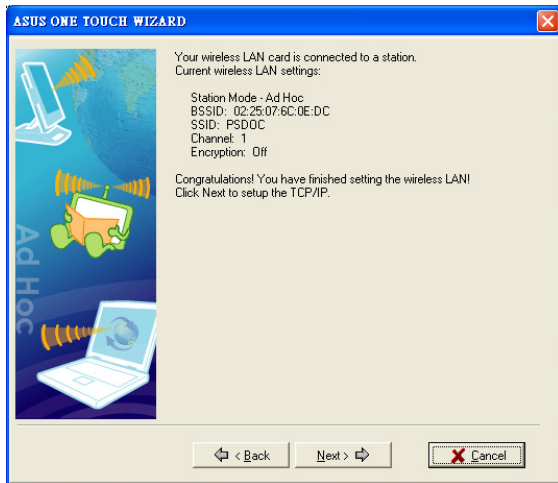 ASUS ONE TOUCH WIZARD
Your wireless LAN card is connected to a station.
Current wireless LAN settings:
Station Mode - Ad Hoc
BSSID: 02:25:07:6C:0E:DC
SSID: PSDOC
Channel: 1
Encryption: Off
Congratulations! You have finished setting the wireless LAN!
Click Next to setup the TCP/IP.
Ad Hoc
< Back
Next >
Cancel